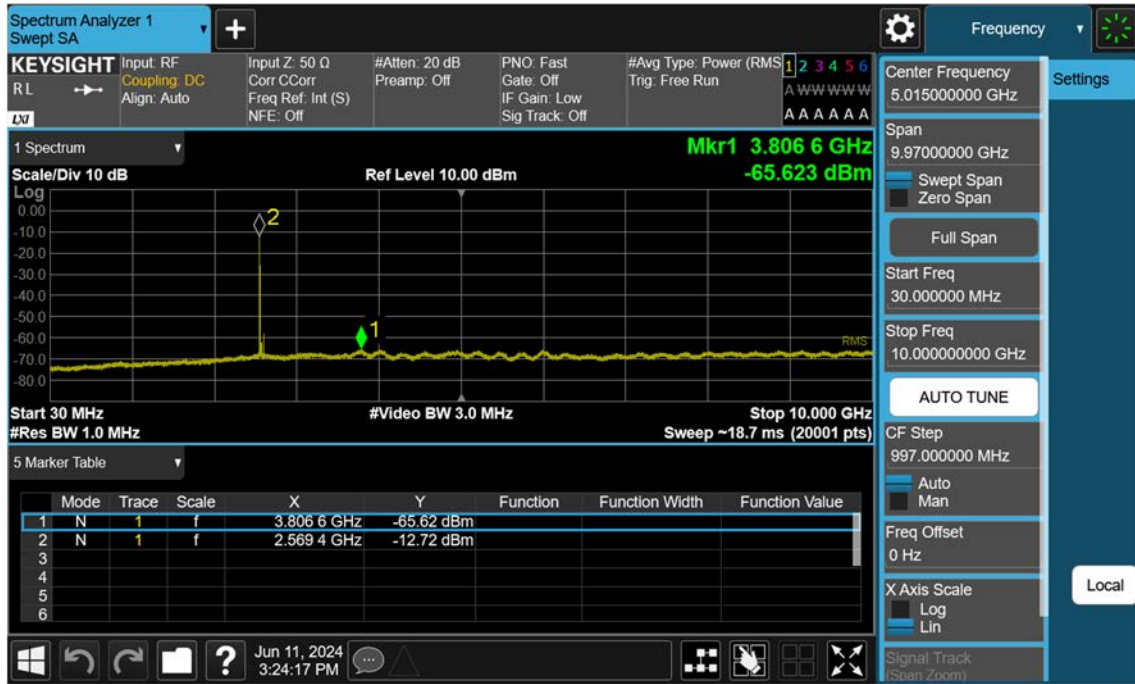 Spectrum Analyzer 1
Swept SA
Frequency
KEYSIGHT
R L
LXI
Input: RF
Coupling: DC
Align: Auto
Input Z: 50 Ω
Corr CCorr
Freq Ref: Int (S)
NFE: Off
#Atten: 20 dB
Preamp: Off
PNO: Fast
Gate: Off
IF Gain: Low
Sig Track: Off
#Avg Type: Power (RMS
Trig: Free Run
1 2 3 4 5 6
A W W W W W
A A A A A A
1 Spectrum
Scale/Div 10 dB
Ref Level 10.00 dBm
Mkr1 3.806 6 GHz
-65.623 dBm
Log
0.00
-10.0
-20.0
-30.0
-40.0
-50.0
-60.0
-70.0
-80.0
2
1
RMS
Start 30 MHz
#Video BW 3.0 MHz
Stop 10.000 GHz
#Res BW 1.0 MHz
Sweep ~18.7 ms (20001 pts)
5 Marker Table
Mode Trace Scale X Y Function Function Width Function Value
1 N 1 f 3.806 6 GHz -65.62 dBm
2 N 1 f 2.569 4 GHz -12.72 dBm
3
4
5
6
Jun 11, 2024
3:24:17 PM
Center Frequency
5.015000000 GHz
Span
9.97000000 GHz
Swept Span
Zero Span
Full Span
Start Freq
30.000000 MHz
Stop Freq
10.000000000 GHz
AUTO TUNE
CF Step
997.000000 MHz
Auto
Man
Freq Offset
0 Hz
X Axis Scale
Log
Lin
Signal Track
(Span Zoom)
Settings
Local